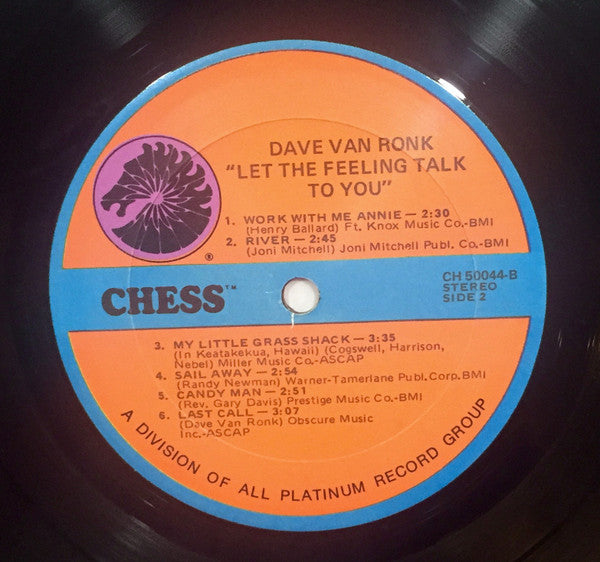 DAVE VAN RONK
"LET THE FEELING TALK
TO YOU"
1. WORK WITH ME ANNIE — 2:30
(Henry Ballard) Ft. Knox Music Co.-BMI
2. RIVER — 2:45
(Joni Mitchell) Joni Mitchell Publ. Co-BMI
®
CHESS™
CH 50044-B
STEREO
SIDE 2
3. MY LITTLE GRASS SHACK — 3:35
(In Keatakekua, Hawaii) (Cogswell, Harrison,
Nebel) Miller Music Co.-ASCAP
4. SAIL AWAY — 2:54
(Randy Newman) Warner-Tamerlane Publ.Corp.BMI
5. CANDY MAN — 2:51
(Rev. Gary Davis) Prestige Music Co.-BMI
6. LAST CALL — 3:07
(Dave Van Ronk) Obscure Music
Inc.-ASCAP
A DIVISION OF ALL PLATINUM RECORD GROUP